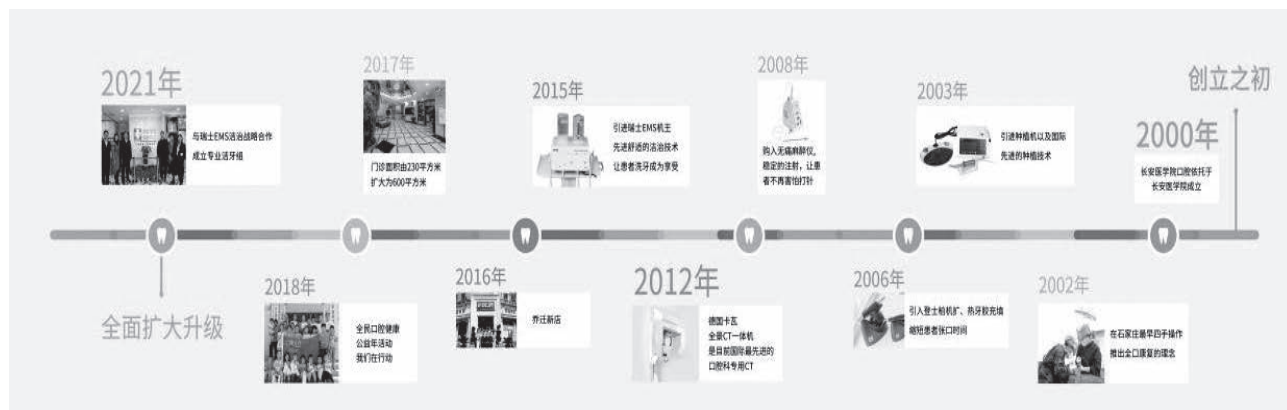 2021年
与瑞士EMS洁治战略合作
成立专业洁牙组
全面扩大升级
2018年
全民口腔健康
公益年活动
我们在行动
2017年
门诊面积由230平方米
扩大为600平方米
2016年
乔迁新店
2015年
引进瑞士EMS机王
先进舒适的洁治技术
让患者洗牙成为享受
2012年
德国卡瓦
全景CT一体机
是目前国际最先进的
口腔科专用CT
2008年
购入无痛麻醉仪,
稳定的注射，让患
者不再害怕打针
2006年
引入登士柏机扩、热牙胶充填
缩短患者张口时间
2003年
引进种植机以及国际
先进的种植技术
2002年
在石家庄最早四手操作
推出全口康复的理念
创立之初
2000年
长安医学院口腔依托于
长安医学院成立